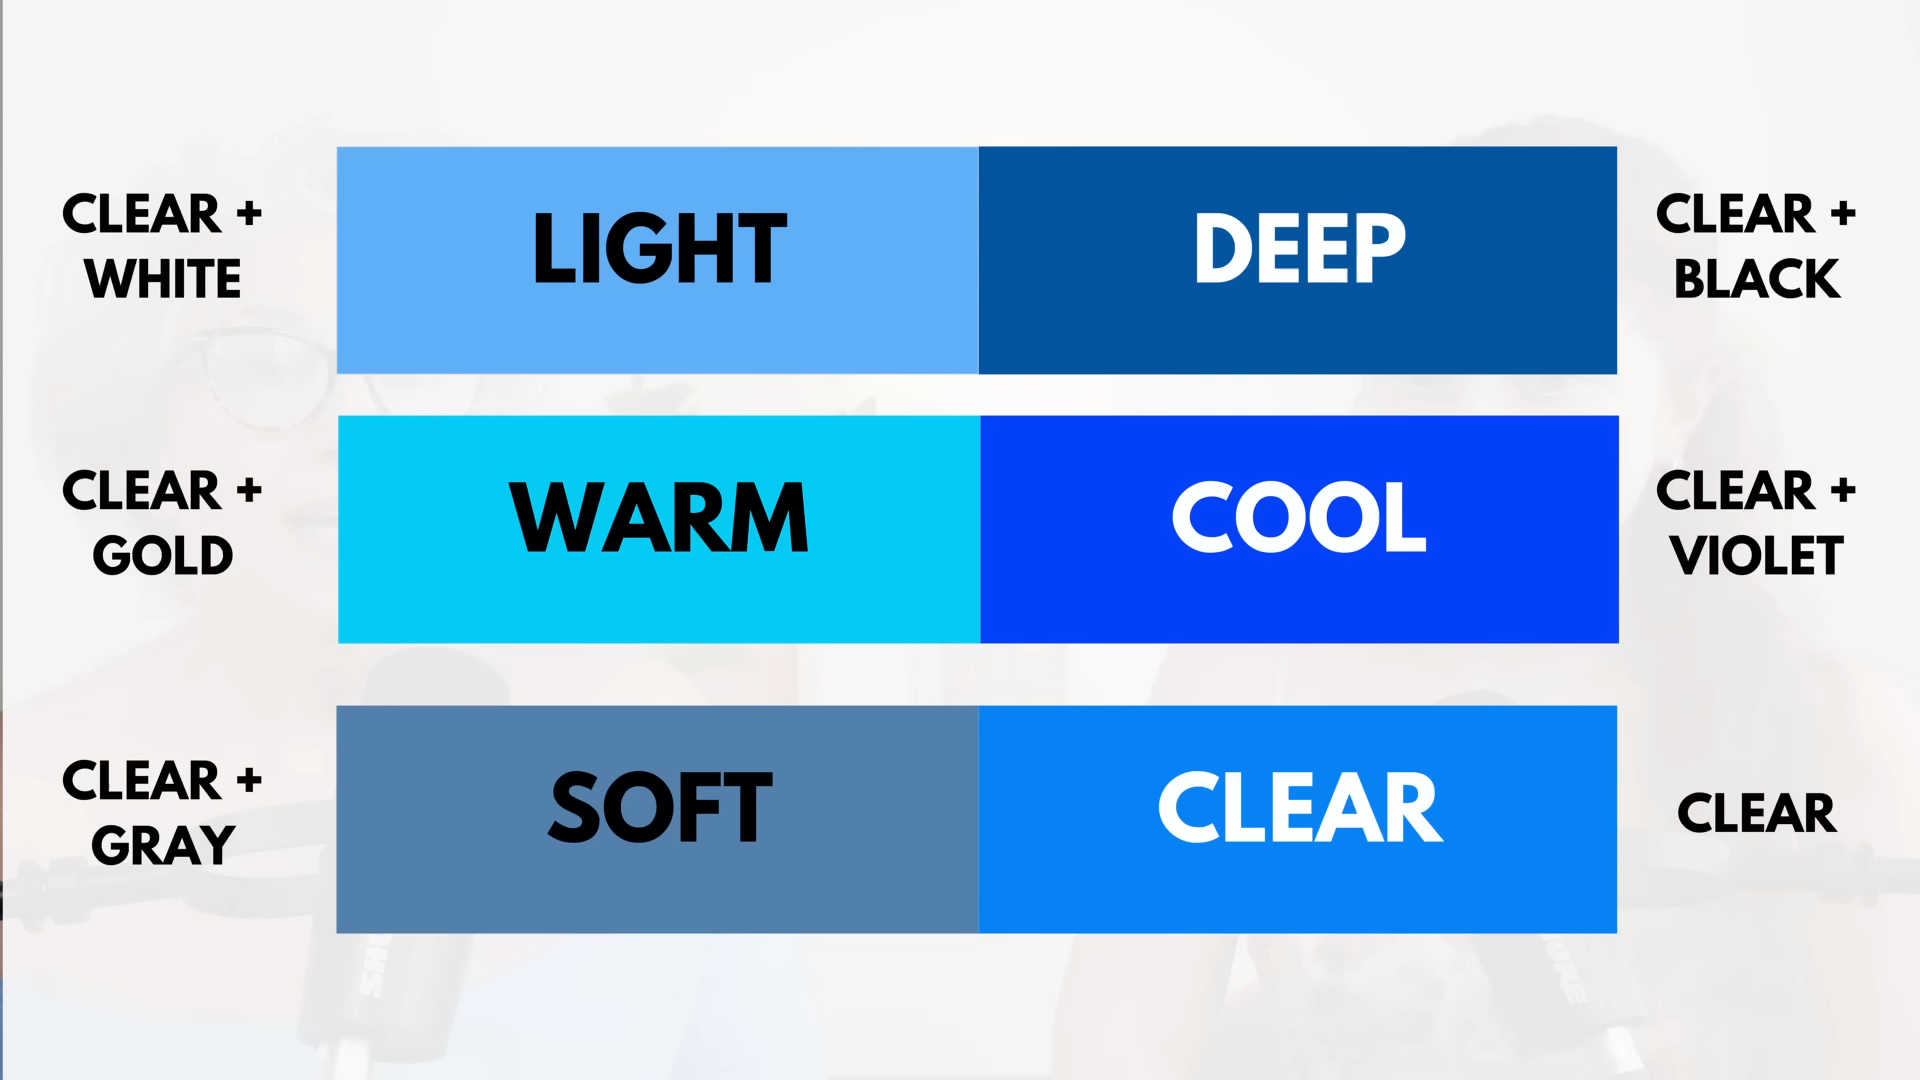 CLEAR +
WHITE
LIGHT
DEEP
CLEAR +
BLACK
CLEAR +
GOLD
WARM
COOL
CLEAR +
VIOLET
CLEAR +
GRAY
SOFT
CLEAR
CLEAR